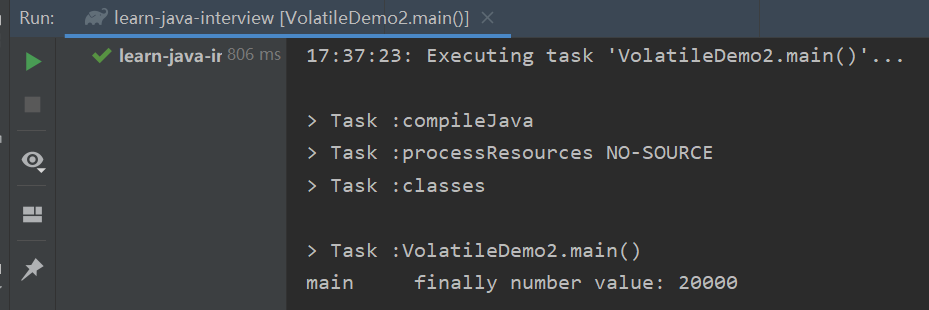 Run: learn-java-interview [VolatileDemo2.main()]
learn-java-ir 806 ms
17:37:23: Executing task 'VolatileDemo2.main()'...
> Task :compileJava
> Task :processResources NO-SOURCE
> Task :classes
> Task :VolatileDemo2.main()
main finally number value: 20000